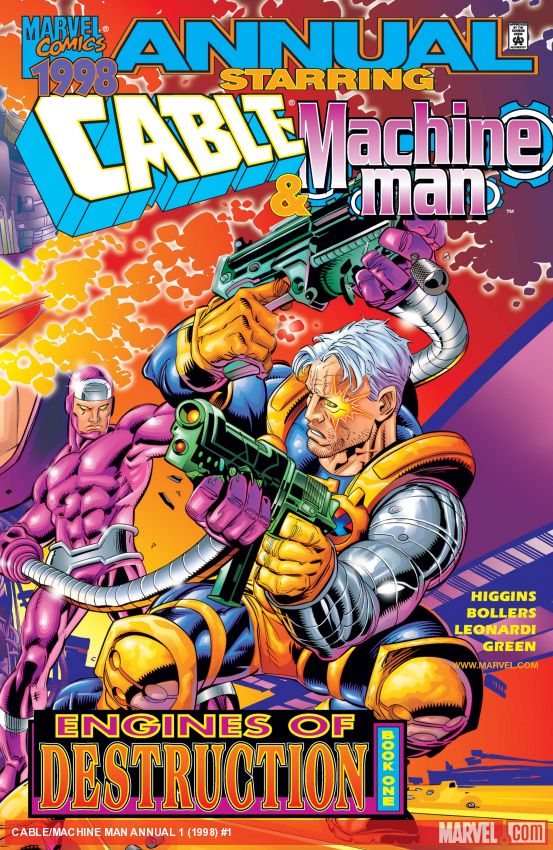 MARVEL®
COMICS
1998
ANNUAL
STARRING
CABLE®
& Machine
man™
HIGGINS
BOLLERS
LEONARDI
GREEN
WWW.MARVEL.COM
ENGINES OF
DESTRUCTION
BOOK ONE
CABLE/MACHINE MAN ANNUAL 1 (1998) #1
MARVEL.com